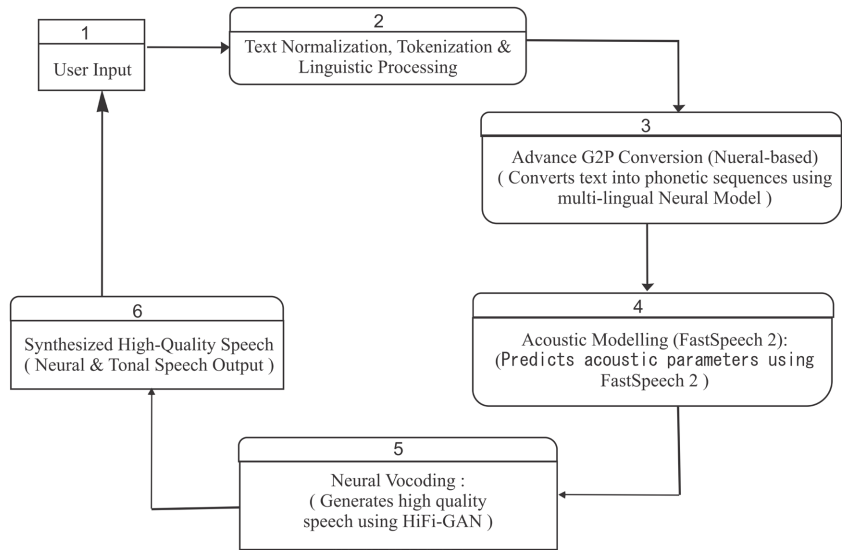 1
User Input
2
Text Normalization, Tokenization &
Linguistic Processing
3
Advance G2P Conversion (Nueral-based)
( Converts text into phonetic sequences using
multi-lingual Neural Model )
4
Acoustic Modelling (FastSpeech 2):
(Predicts acoustic parameters using
FastSpeech 2 )
5
Neural Vocoding :
( Generates high quality
speech using HiFi-GAN )
6
Synthesized High-Quality Speech
( Neural & Tonal Speech Output )